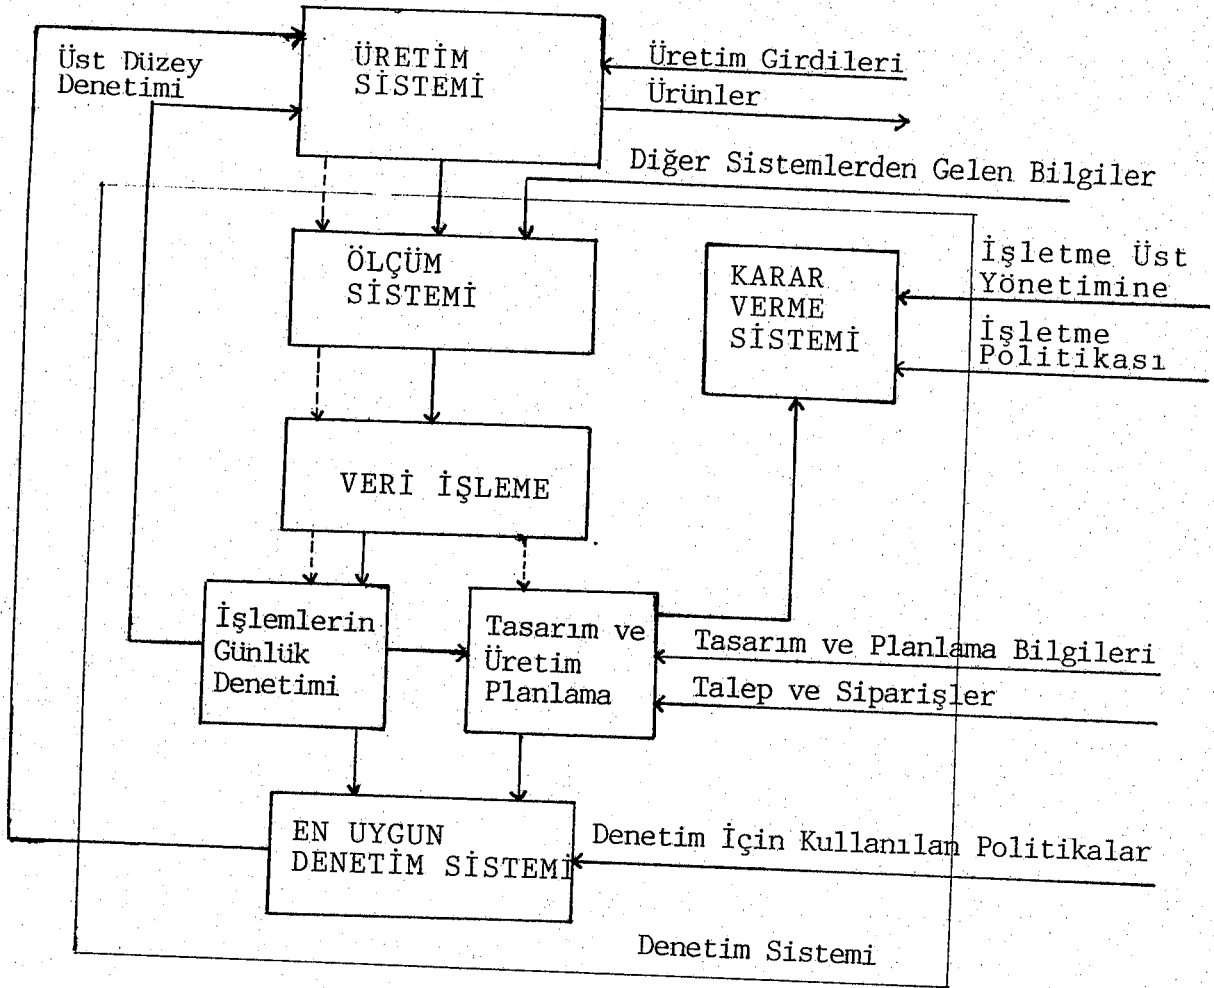 Üst Düzey
Denetimi
ÜRETİM
SİSTEMİ
Üretim Girdileri
Ürünler
Diğer Sistemlerden Gelen Bilgiler
ÖLÇÜM
SİSTEMİ
KARAR
VERME
SİSTEMİ
İşletme Üst
Yönetimine
İşletme
Politikası
VERİ İŞLEME
İşlemlerin
Günlük
Denetimi
Tasarım ve
Üretim
Planlama
Tasarım ve Planlama Bilgileri
Talep ve Siparişler
EN UYGUN
DENETİM SİSTEMİ
Denetim İçin Kullanılan Politikalar
Denetim Sistemi